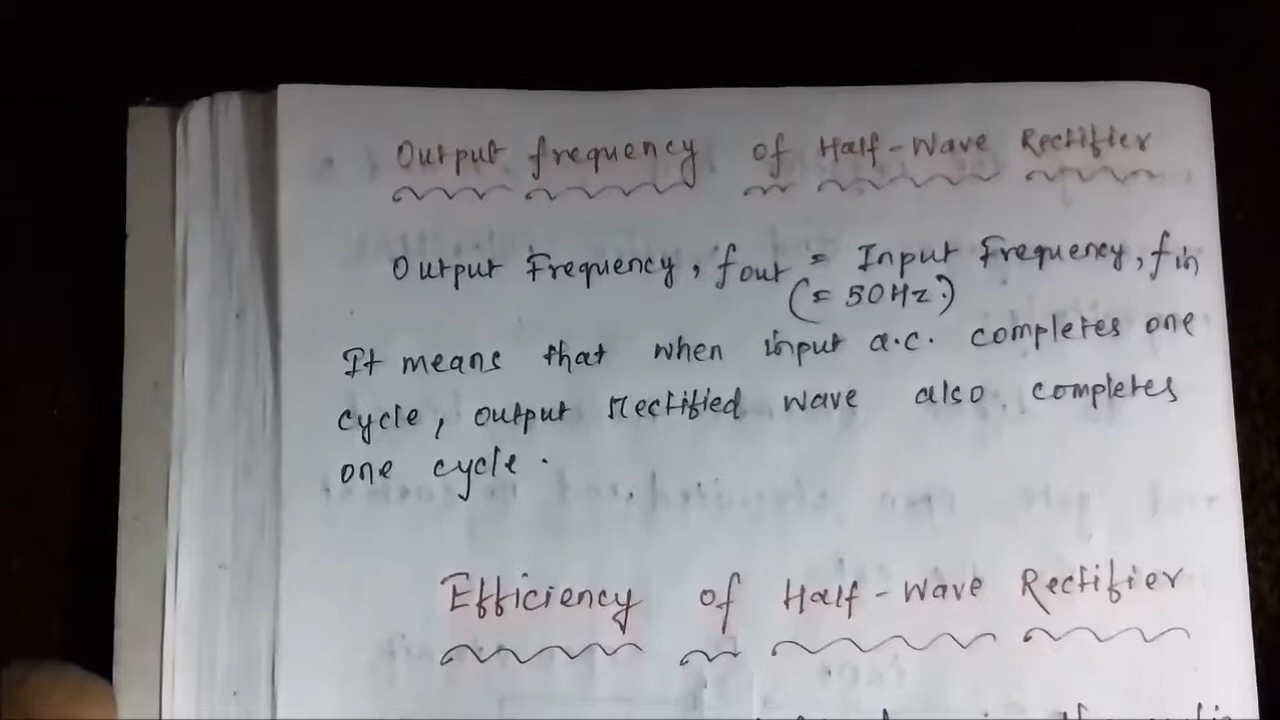 Output frequency of Half-Wave Rectifier
Output Frequency, fout = Input Frequency, fin
(= 50Hz.)
It means that when input a.c. completes one
cycle, output rectified wave also completes
one cycle.
Efficiency of Half-Wave Rectifier